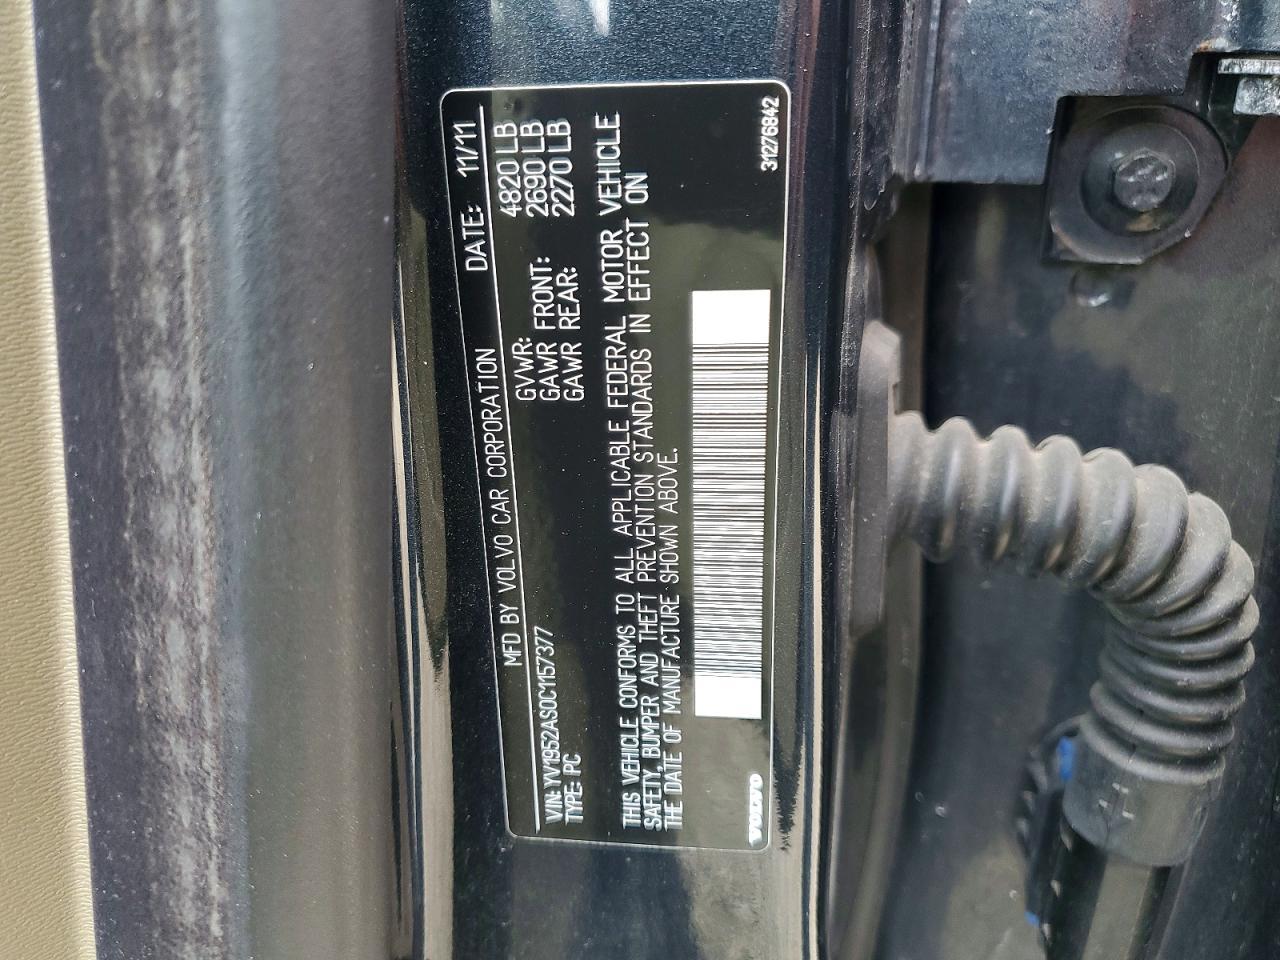 MFD BY VOLVO CAR CORPORATION DATE: 11/11
GVWR: 4820 LB
GAWR FRONT: 2690 LB
GAWR REAR: 2270 LB
VIN: YV1952AS0C1157377
TYPE: PC
THIS VEHICLE CONFORMS TO ALL APPLICABLE FEDERAL MOTOR VEHICLE
SAFETY, BUMPER AND THEFT PREVENTION STANDARDS IN EFFECT ON
THE DATE OF MANUFACTURE SHOWN ABOVE.
VOLVO
31276842